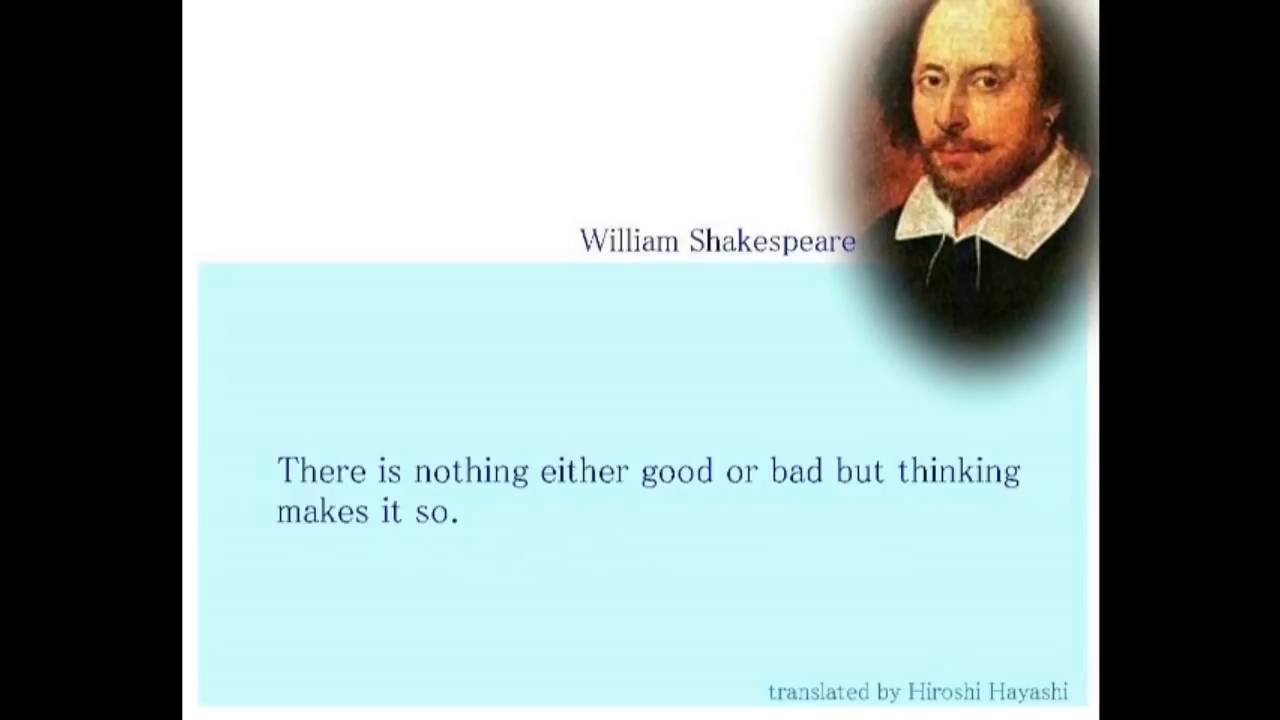 William Shakespeare
There is nothing either good or bad but thinking
makes it so.
translated by Hiroshi Hayashi